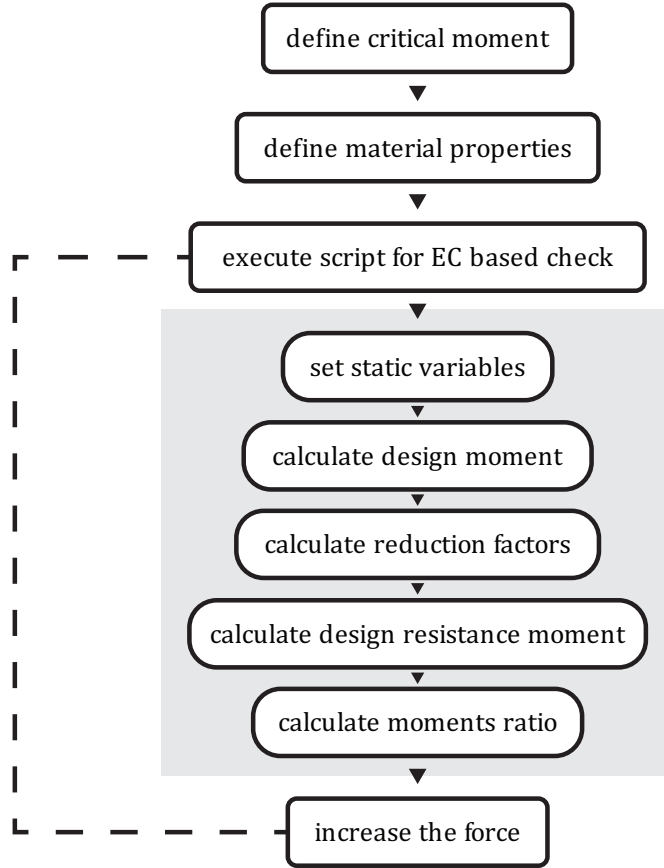 define critical moment
define material properties
execute script for EC based check
set static variables
calculate design moment
calculate reduction factors
calculate design resistance moment
calculate moments ratio
increase the force